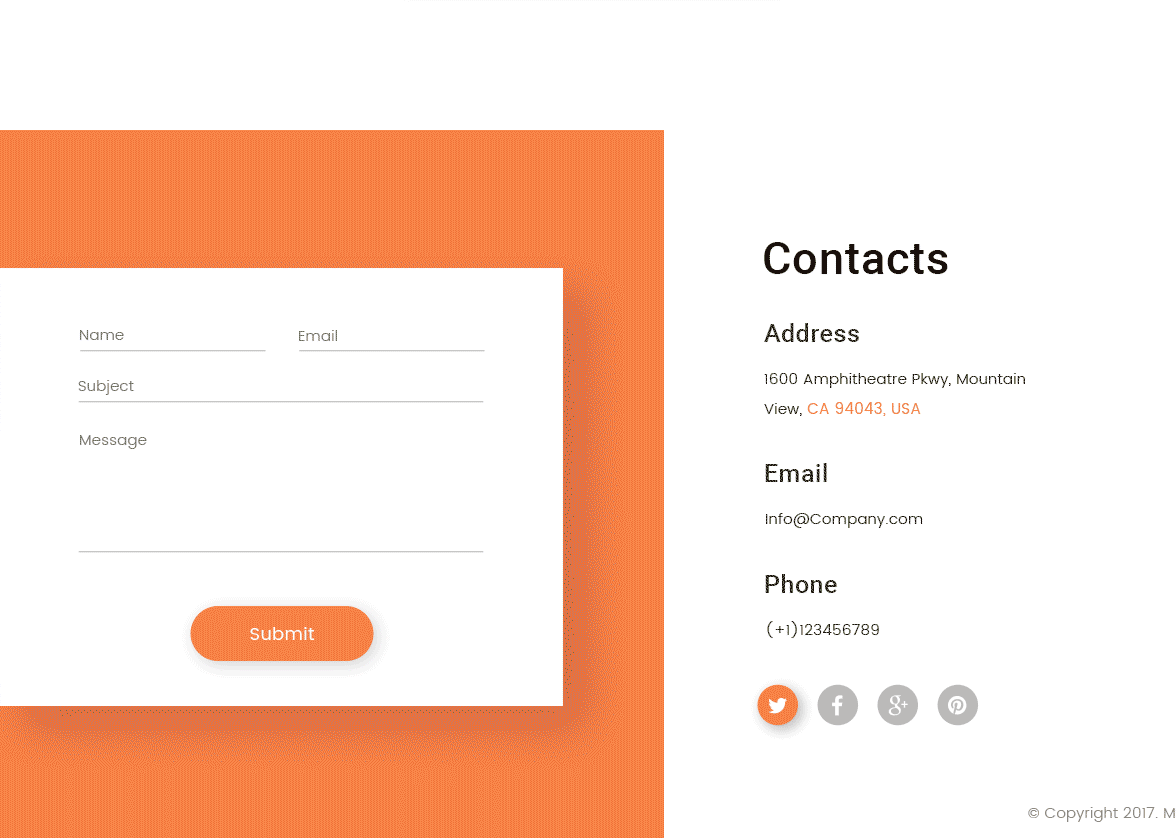 Name
Email
Subject
Message
Submit
Contacts
Address
1600 Amphitheatre Pkwy, Mountain
View, CA 94043, USA
Email
Info@Company.com
Phone
(+1)123456789
© Copyright 2017. M